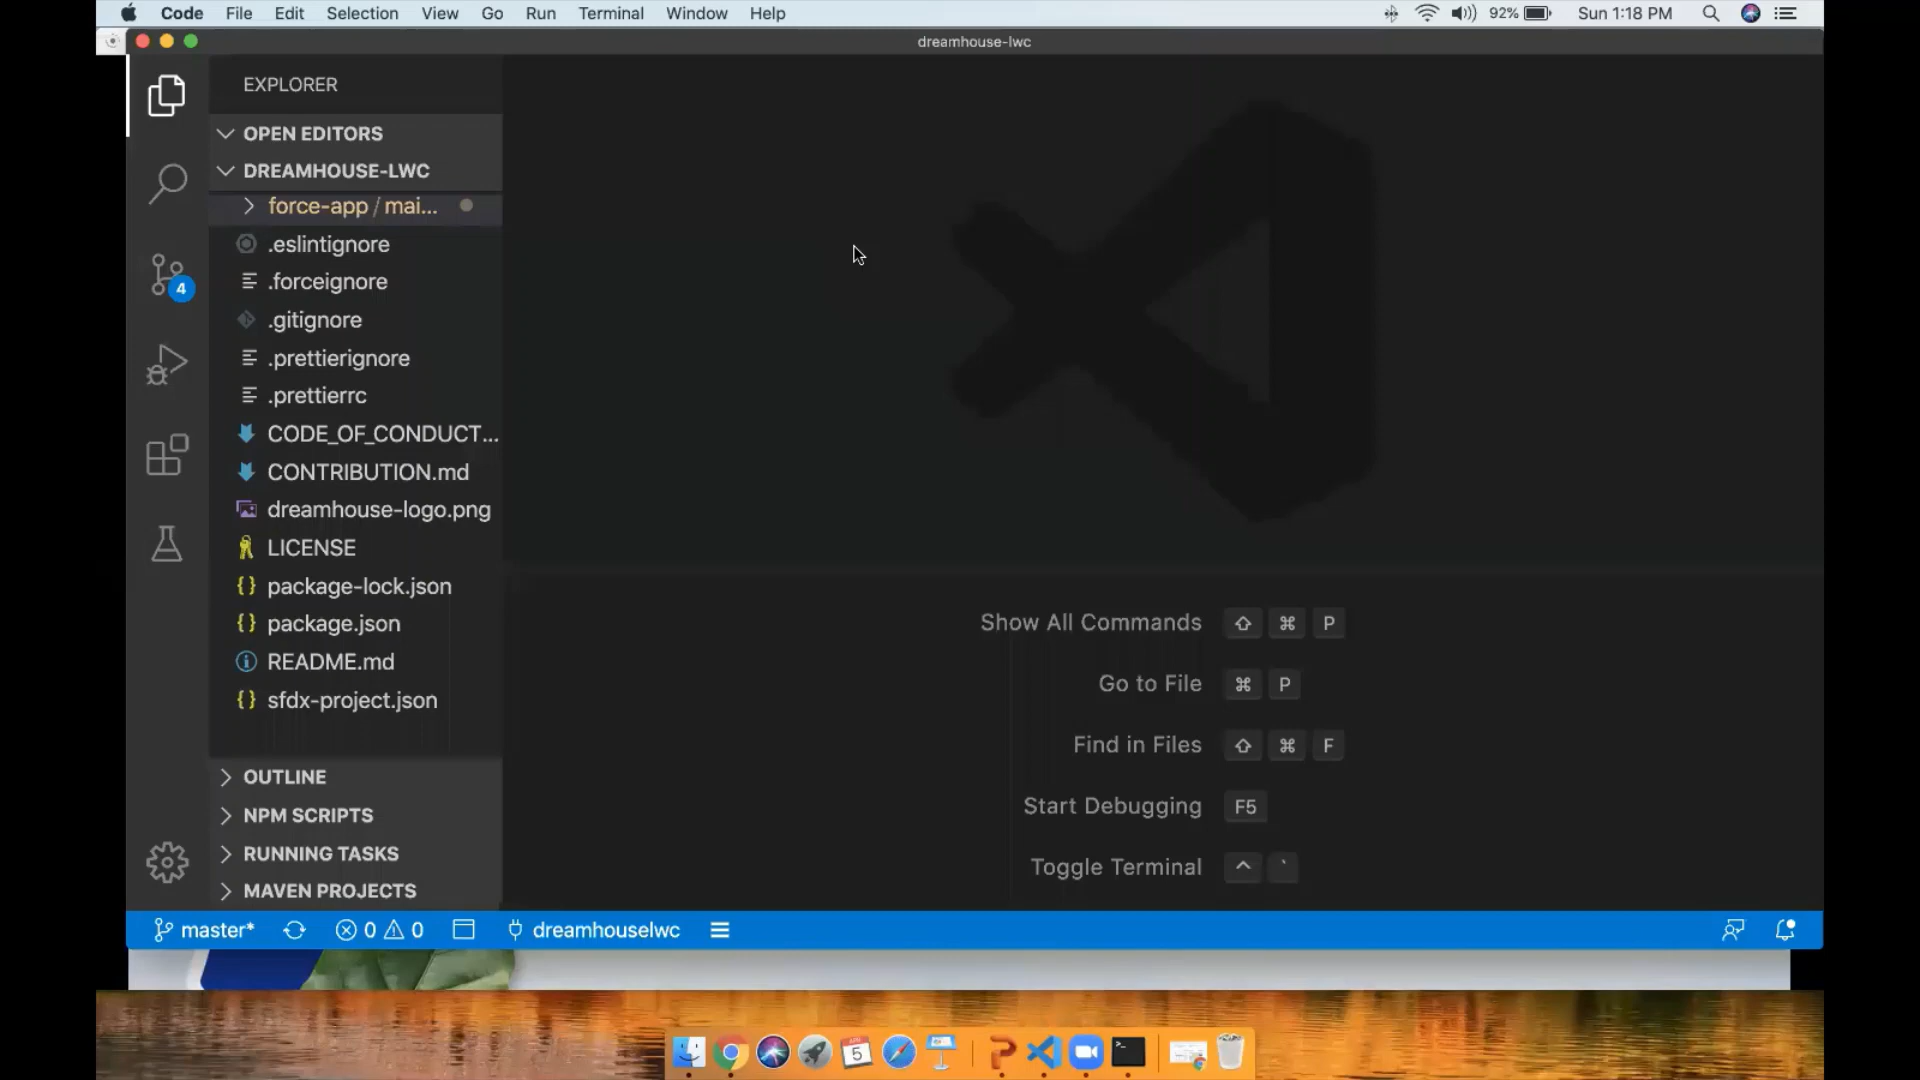 Code File Edit Selection View Go Run Terminal Window Help 92% Sun 1:18 PM
dreamhouse-lwc
EXPLORER
OPEN EDITORS
DREAMHOUSE-LWC
force-app / mai...
.eslintignore
.forceignore
.gitignore
.prettierignore
.prettierrc
CODE_OF_CONDUCT...
CONTRIBUTION.md
dreamhouse-logo.png
LICENSE
package-lock.json
package.json
README.md
sfdx-project.json
OUTLINE
NPM SCRIPTS
RUNNING TASKS
MAVEN PROJECTS
4
Show All Commands ⇧ ⌘ P
Go to File ⌘ P
Find in Files ⇧ ⌘ F
Start Debugging F5
Toggle Terminal ^ `
master* 0 0 dreamhouselwc
5